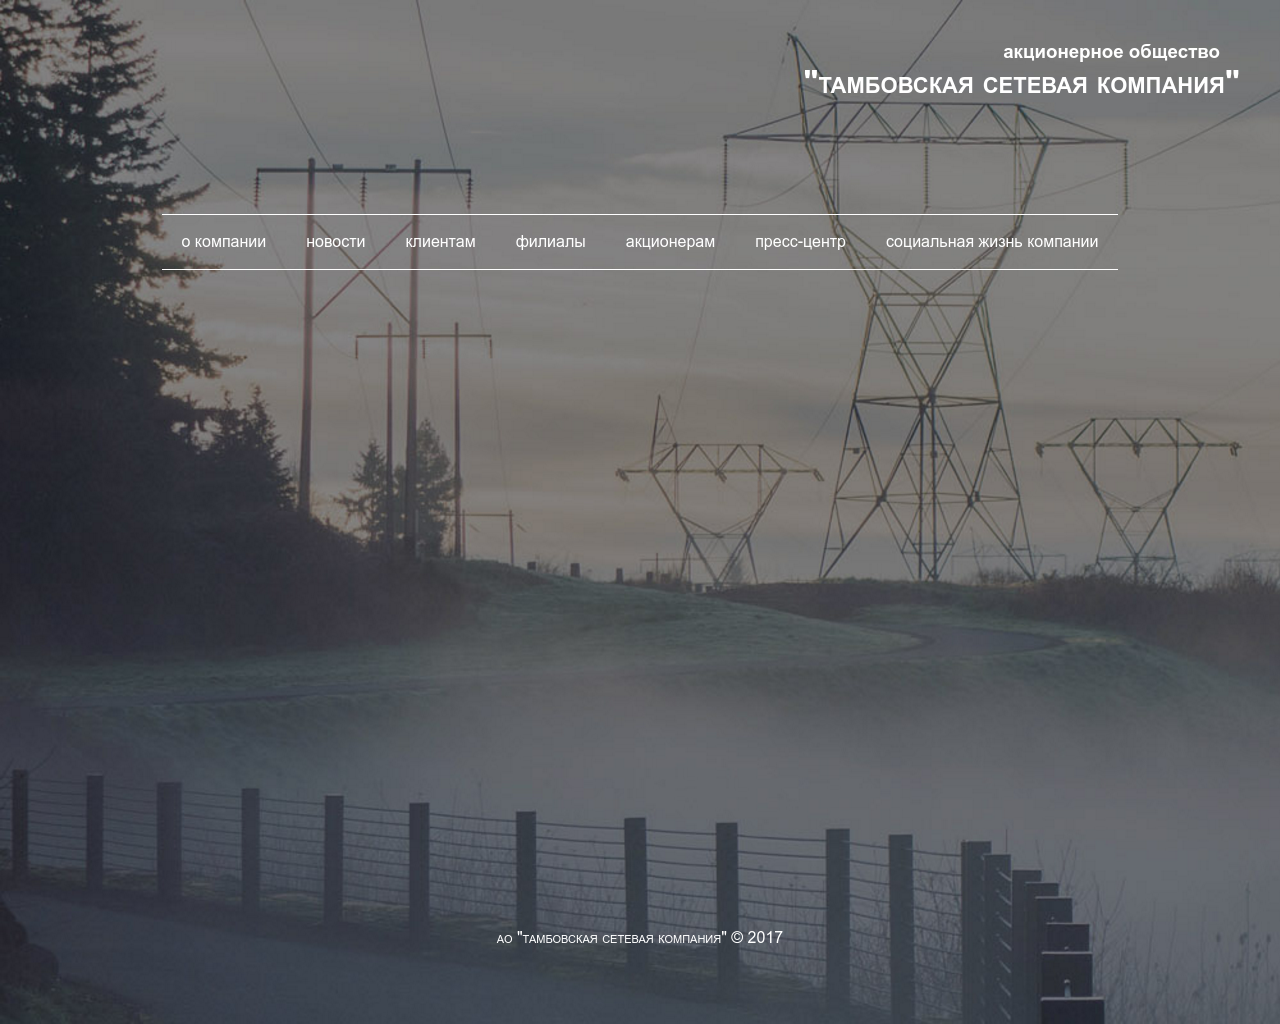 акционерное общество
"тамбовская сетевая компания"
о компании новости клиентам филиалы акционерам пресс-центр социальная жизнь компании
ао "тамбовская сетевая компания" © 2017